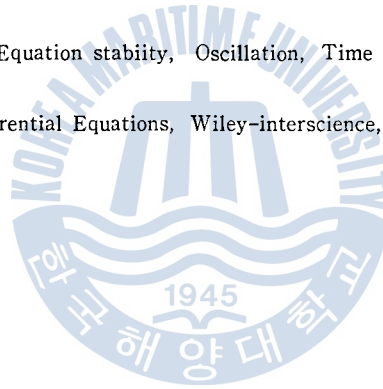 Equation stabiity, Oscillation, Time
rential Equations, Wiley-interscience,
KOREA MARITIME UNIVERSITY
1945
한국해양대학교